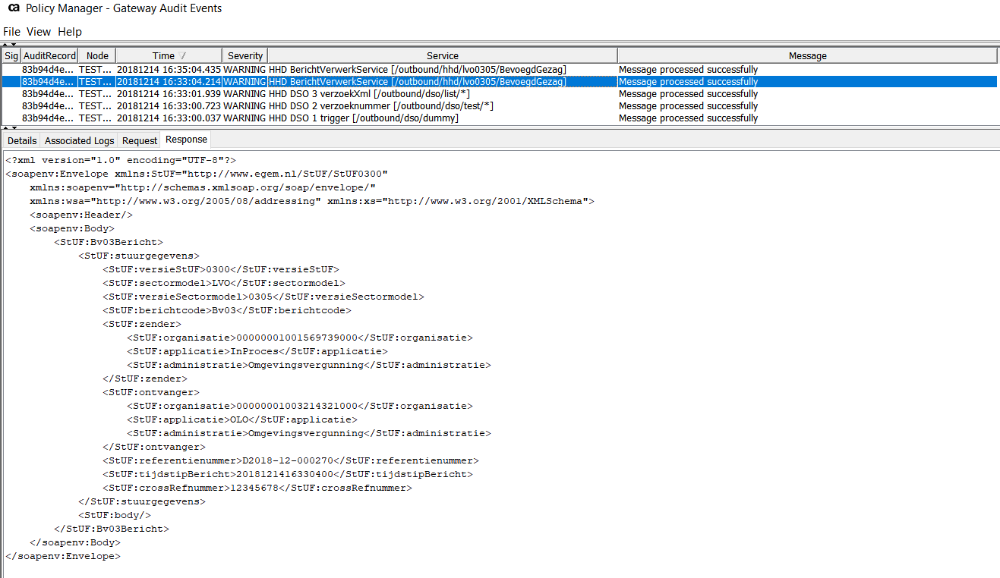 ca Policy Manager - Gateway Audit Events
File View Help
Sig AuditRecord Node Time Severity Service Message
83b94d4e... TEST... 20181214 16:35:04.435 WARNING HHD BerichtVerwerkService [/outbound/hhd/lvo0305/BevoegdGezag] Message processed successfully
83b94d4e... TEST... 20181214 16:33:04.214 WARNING HHD BerichtVerwerkService [/outbound/hhd/lvo0305/BevoegdGezag] Message processed successfully
83b94d4e... TEST... 20181214 16:33:01.939 WARNING HHD DSO 3 verzoekXml [/outbound/dso/list/*] Message processed successfully
83b94d4e... TEST... 20181214 16:33:00.723 WARNING HHD DSO 2 verzoeknummer [/outbound/dso/test/*] Message processed successfully
83b94d4e... TEST... 20181214 16:33:00.037 WARNING HHD DSO 1 trigger [/outbound/dso/dummy] Message processed successfully
Details Associated Logs Request Response
<?xml version="1.0" encoding="UTF-8"?>
<soapenv:Envelope xmlns:StUF="http://www.egem.nl/StUF/StUF0300"
xmlns:soapenv="http://schemas.xmlsoap.org/soap/envelope/"
xmlns:wsa="http://www.w3.org/2005/08/addressing" xmlns:xs="http://www.w3.org/2001/XMLSchema">
<soapenv:Header/>
<soapenv:Body>
<StUF:Bv03Bericht>
<StUF:stuurgegevens>
<StUF:versieStUF>0300</StUF:versieStUF>
<StUF:sectormodel>LVO</StUF:sectormodel>
<StUF:versieSectormodel>0305</StUF:versieSectormodel>
<StUF:berichtcode>Bv03</StUF:berichtcode>
<StUF:zender>
<StUF:organisatie>00000001001569739000</StUF:organisatie>
<StUF:applicatie>InProces</StUF:applicatie>
<StUF:administratie>Omgevingsvergunning</StUF:administratie>
</StUF:zender>
<StUF:ontvanger>
<StUF:organisatie>00000001003214321000</StUF:organisatie>
<StUF:applicatie>OLO</StUF:applicatie>
<StUF:administratie>Omgevingsvergunning</StUF:administratie>
</StUF:ontvanger>
<StUF:referentienummer>D2018-12-000270</StUF:referentienummer>
<StUF:tijdstipBericht>2018121416330400</StUF:tijdstipBericht>
<StUF:crossRefnummer>12345678</StUF:crossRefnummer>
</StUF:stuurgegevens>
<StUF:body/>
</StUF:Bv03Bericht>
</soapenv:Body>
</soapenv:Envelope>